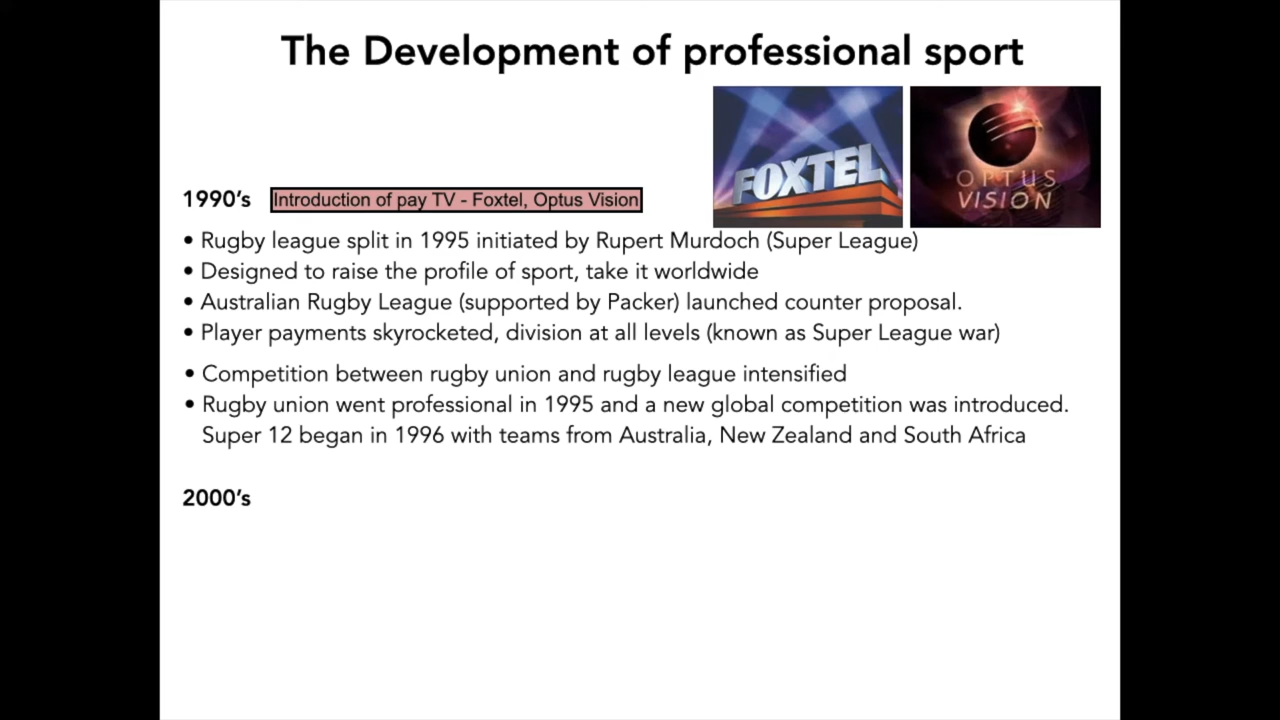 The Development of professional sport
FOXTEL
OPTUS
VISION
1990's Introduction of pay TV - Foxtel, Optus Vision
• Rugby league split in 1995 initiated by Rupert Murdoch (Super League)
• Designed to raise the profile of sport, take it worldwide
• Australian Rugby League (supported by Packer) launched counter proposal.
• Player payments skyrocketed, division at all levels (known as Super League war)
• Competition between rugby union and rugby league intensified
• Rugby union went professional in 1995 and a new global competition was introduced.
Super 12 began in 1996 with teams from Australia, New Zealand and South Africa
2000's